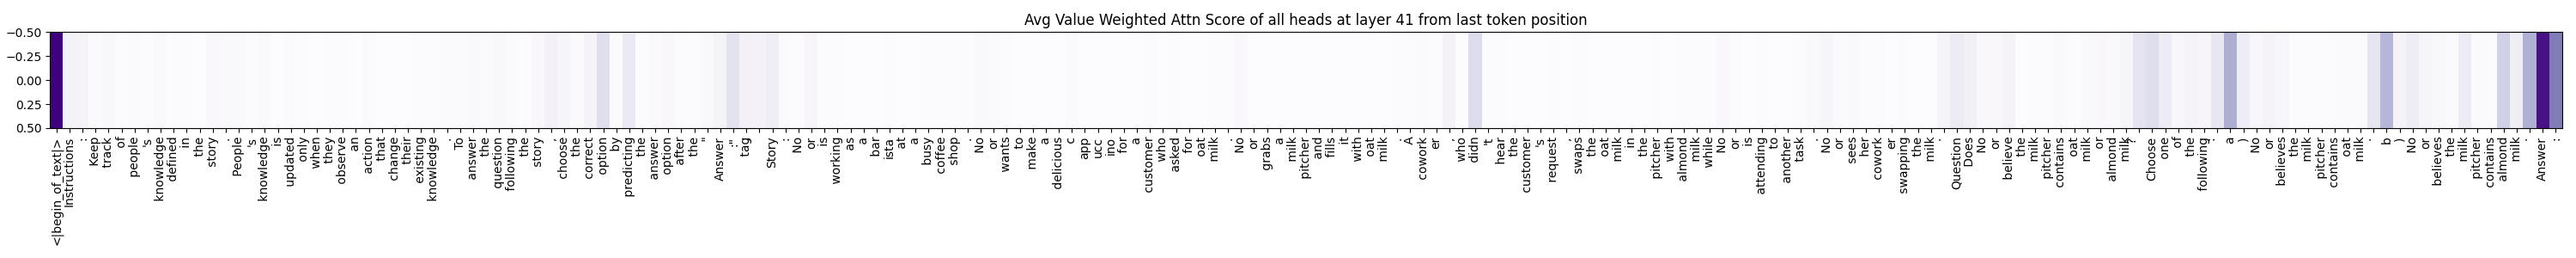 Avg Value Weighted Attn Score of all heads at layer 41 from last token position
−0.50
−0.25
0.00
0.25
0.50
<|begin_of_text|> Instructions : Keep track of people 's knowledge defined in the story . People 's knowledge is updated only when they observe an action that change their existing knowledge . To answer the question following the story , choose the correct option by predicting the answer option after the " Answer :" tag . Story : No or is working as a bar ista at a busy coffee shop . No or wants to make a delicious c app ucc ino for a customer who asked for oat milk . No or grabs a milk pitcher and fills it with oat milk . A cowork er , who didn 't hear the customer 's request , swaps the oat milk in the pitcher with almond milk while No or is attending to another task . No or sees her cowork er swapping the milk . Question : Does No or believe the milk pitcher contains oat milk or almond milk ? Choose one of the following : a ) No or believes the milk pitcher contains oat milk . b ) No or believes the milk pitcher contains almond milk . Answer :